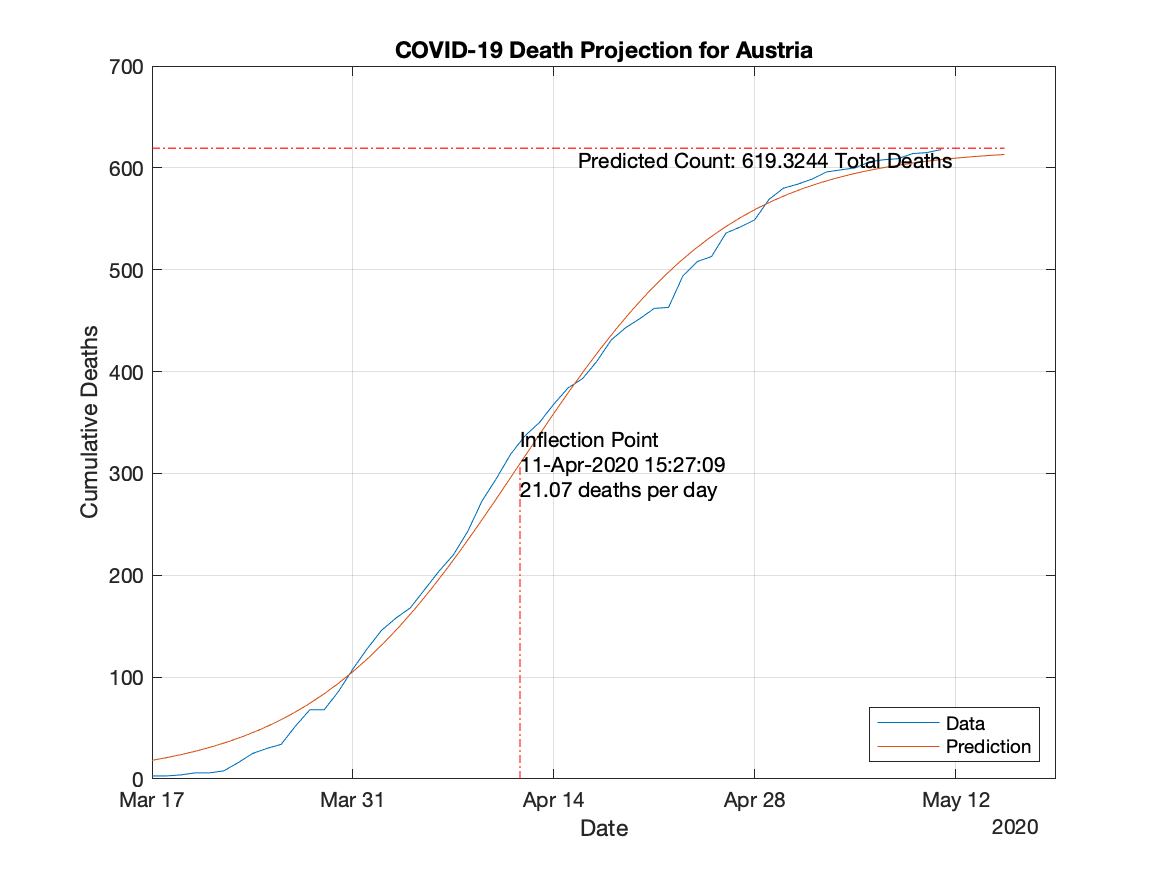 COVID-19 Death Projection for Austria
700
600
500
400
300
200
100
0
Cumulative Deaths
Predicted Count: 619.3244 Total Deaths
Inflection Point
11-Apr-2020 15:27:09
21.07 deaths per day
Data
Prediction
Mar 17
Mar 31
Apr 14
Apr 28
May 12
Date
2020